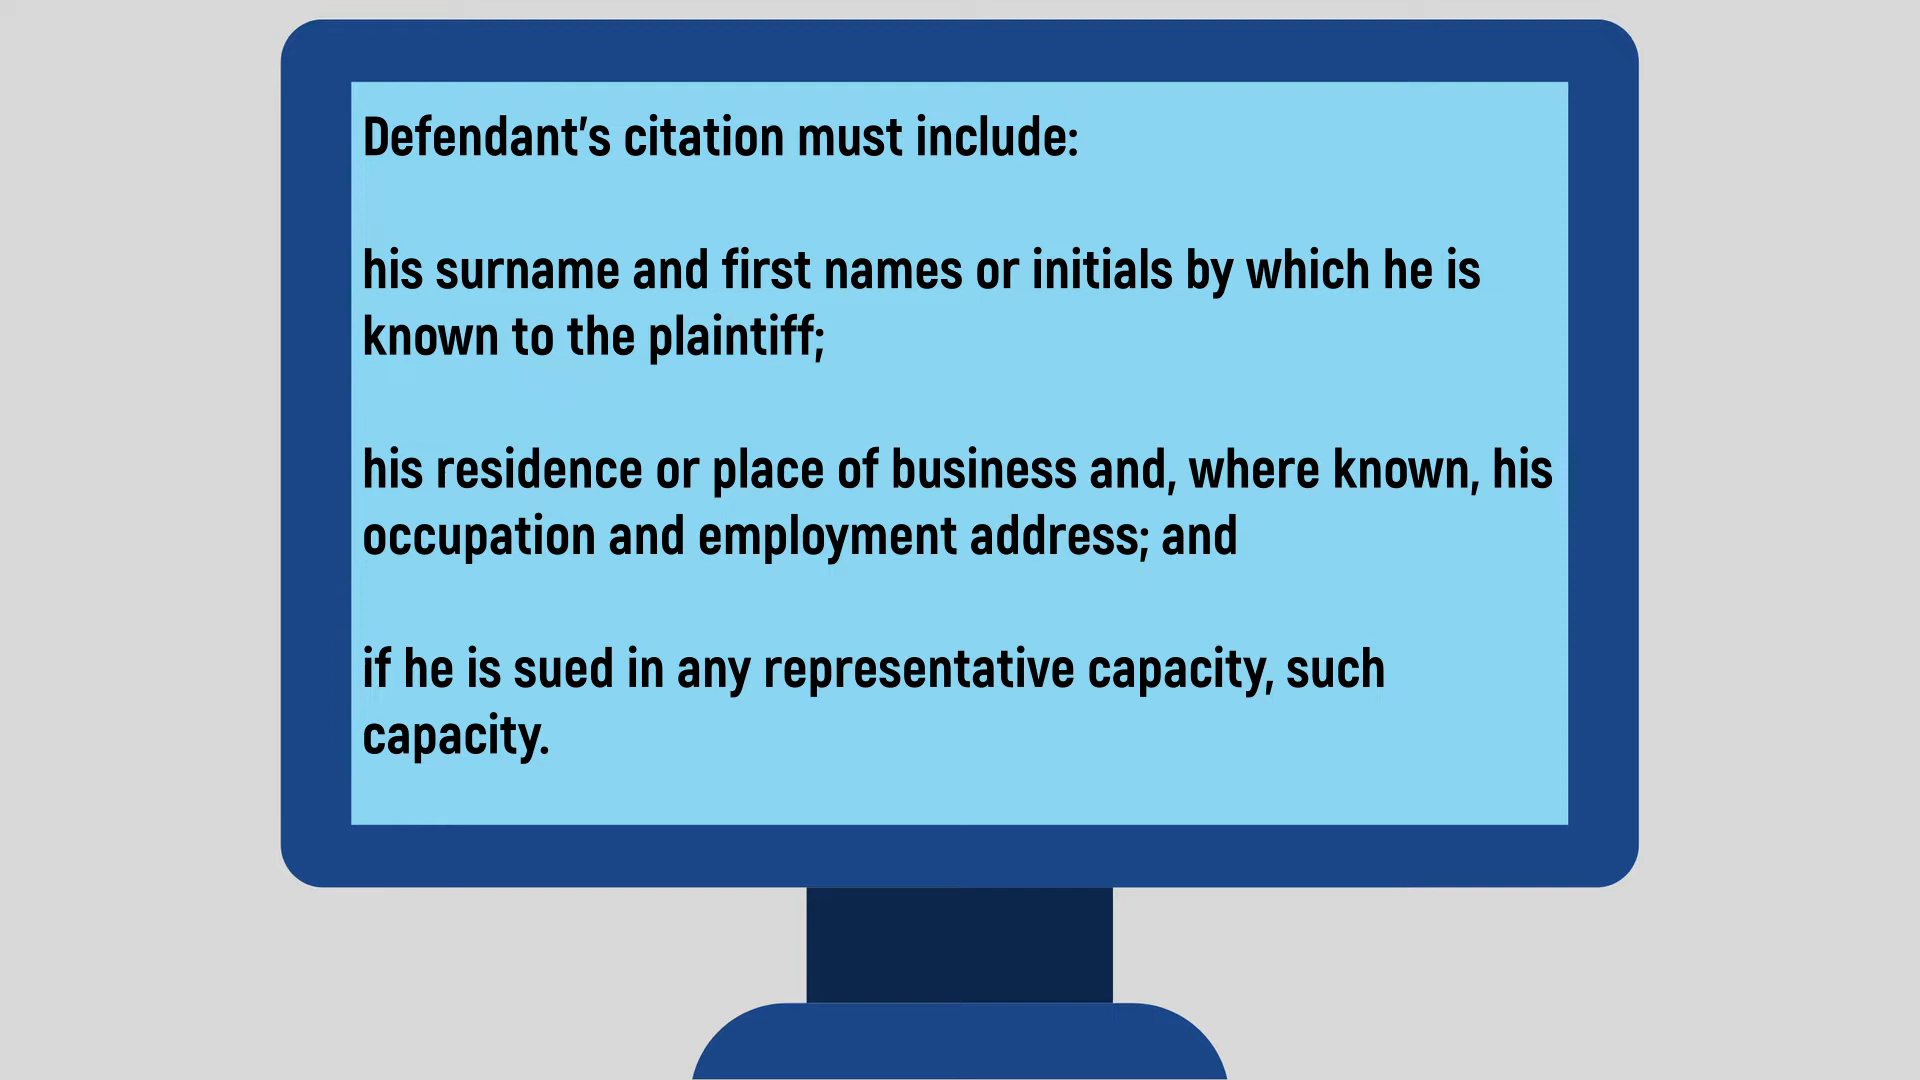 Defendant's citation must include:
his surname and first names or initials by which he is
known to the plaintiff;
his residence or place of business and, where known, his
occupation and employment address; and
if he is sued in any representative capacity, such
capacity.